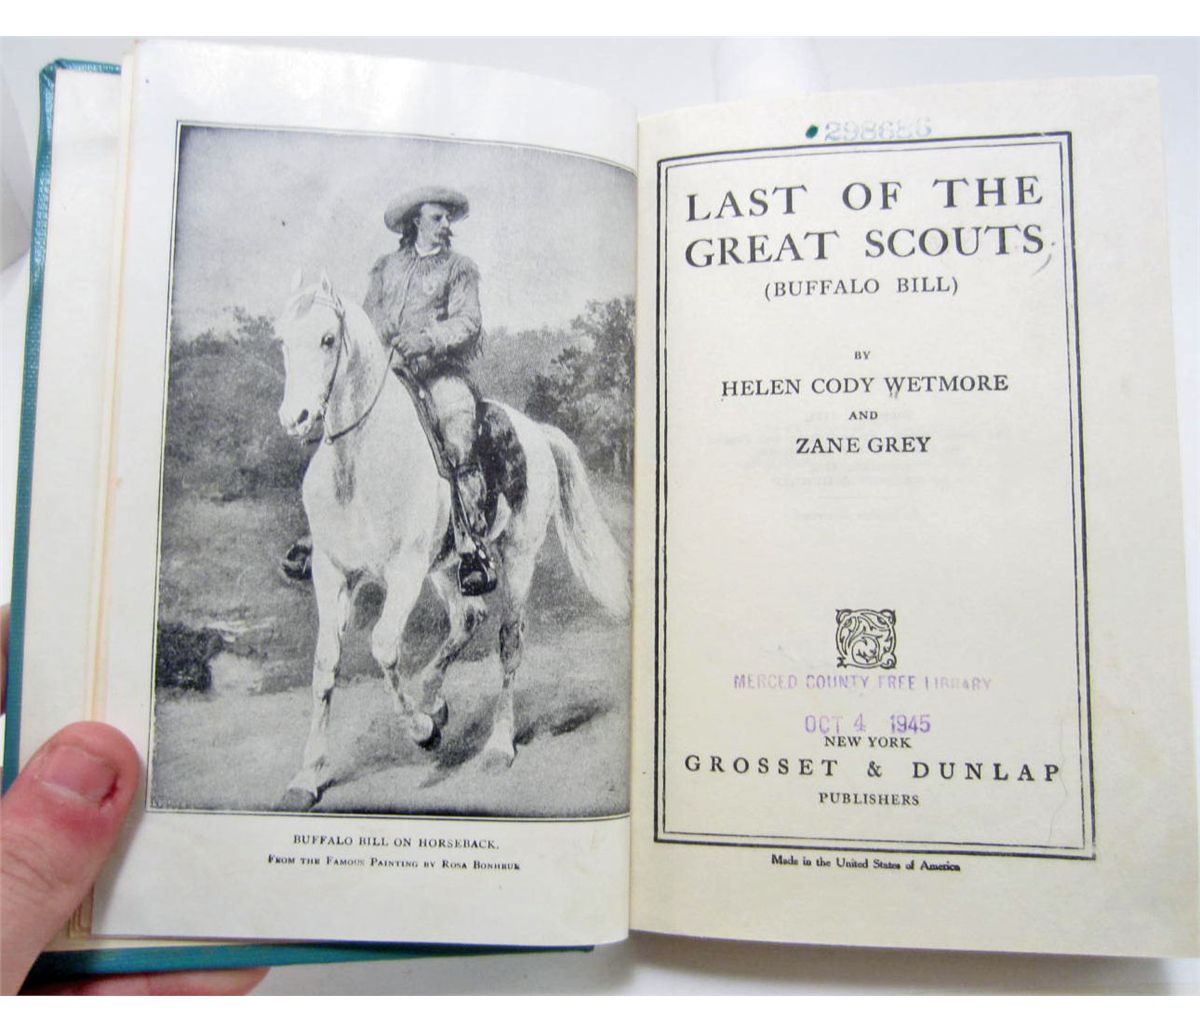 BUFFALO BILL ON HORSEBACK.
FROM THE FAMOUS PAINTING BY ROSA BONHEUR
298686
LAST OF THE
GREAT SCOUTS
(BUFFALO BILL)
BY
HELEN CODY WETMORE
AND
ZANE GREY
MERCED COUNTY FREE LIBRARY
OCT 4 1945
NEW YORK
GROSSET & DUNLAP
PUBLISHERS
Made in the United States of America